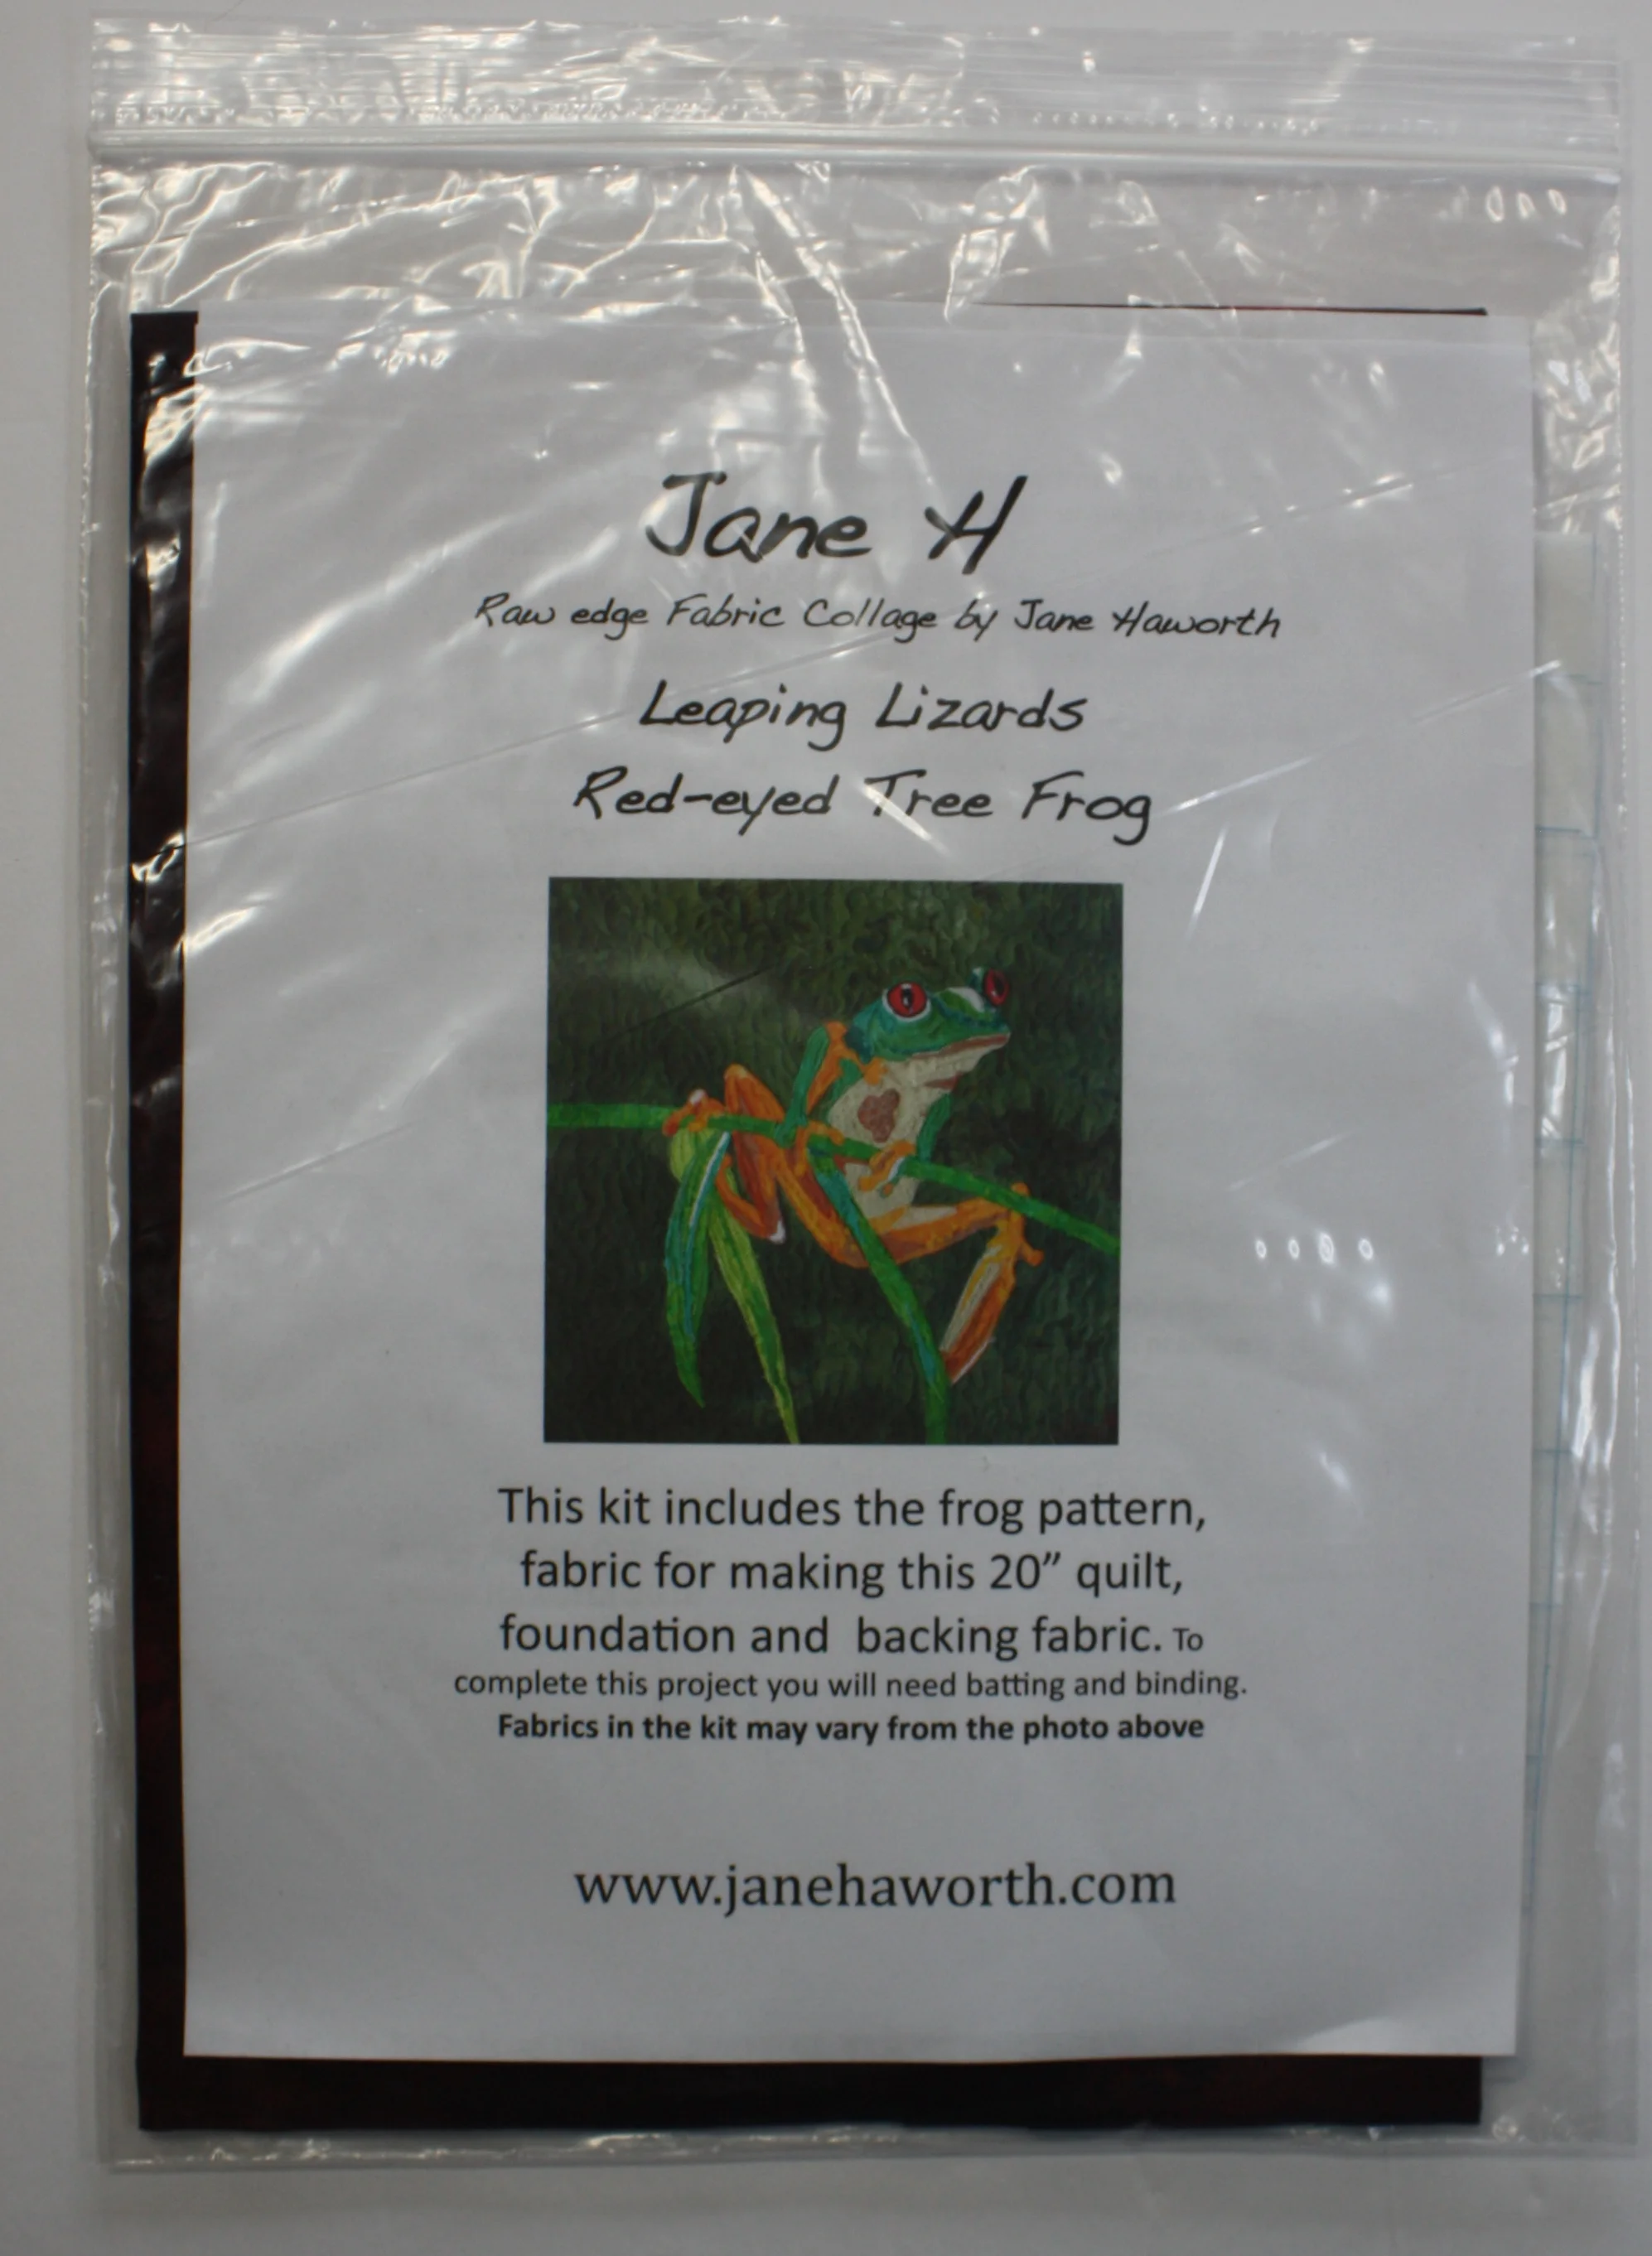 Jane H
Raw edge Fabric Collage by Jane Haworth
Leaping Lizards
Red-eyed Tree Frog
This kit includes the frog pattern,
fabric for making this 20” quilt,
foundation and backing fabric. To
complete this project you will need batting and binding.
Fabrics in the kit may vary from the photo above
www.janehaworth.com